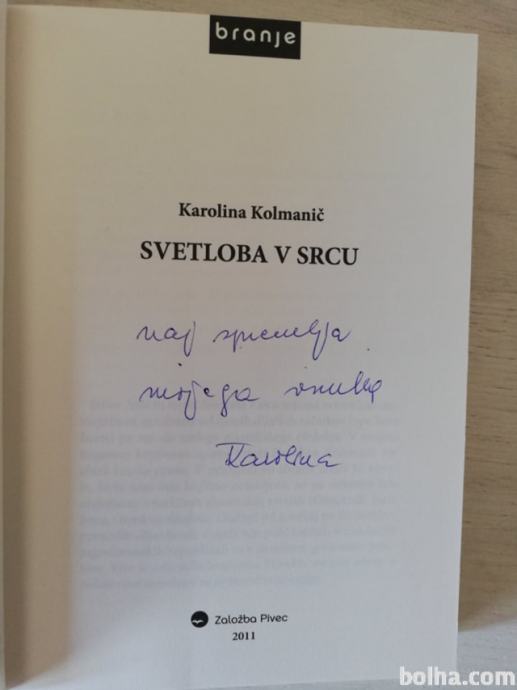 branje
Karolina Kolmanič
SVETLOBA V SRCU
naj spremlja
mojega vnuka
Karolina
Založba Pivec
2011
bolha.com